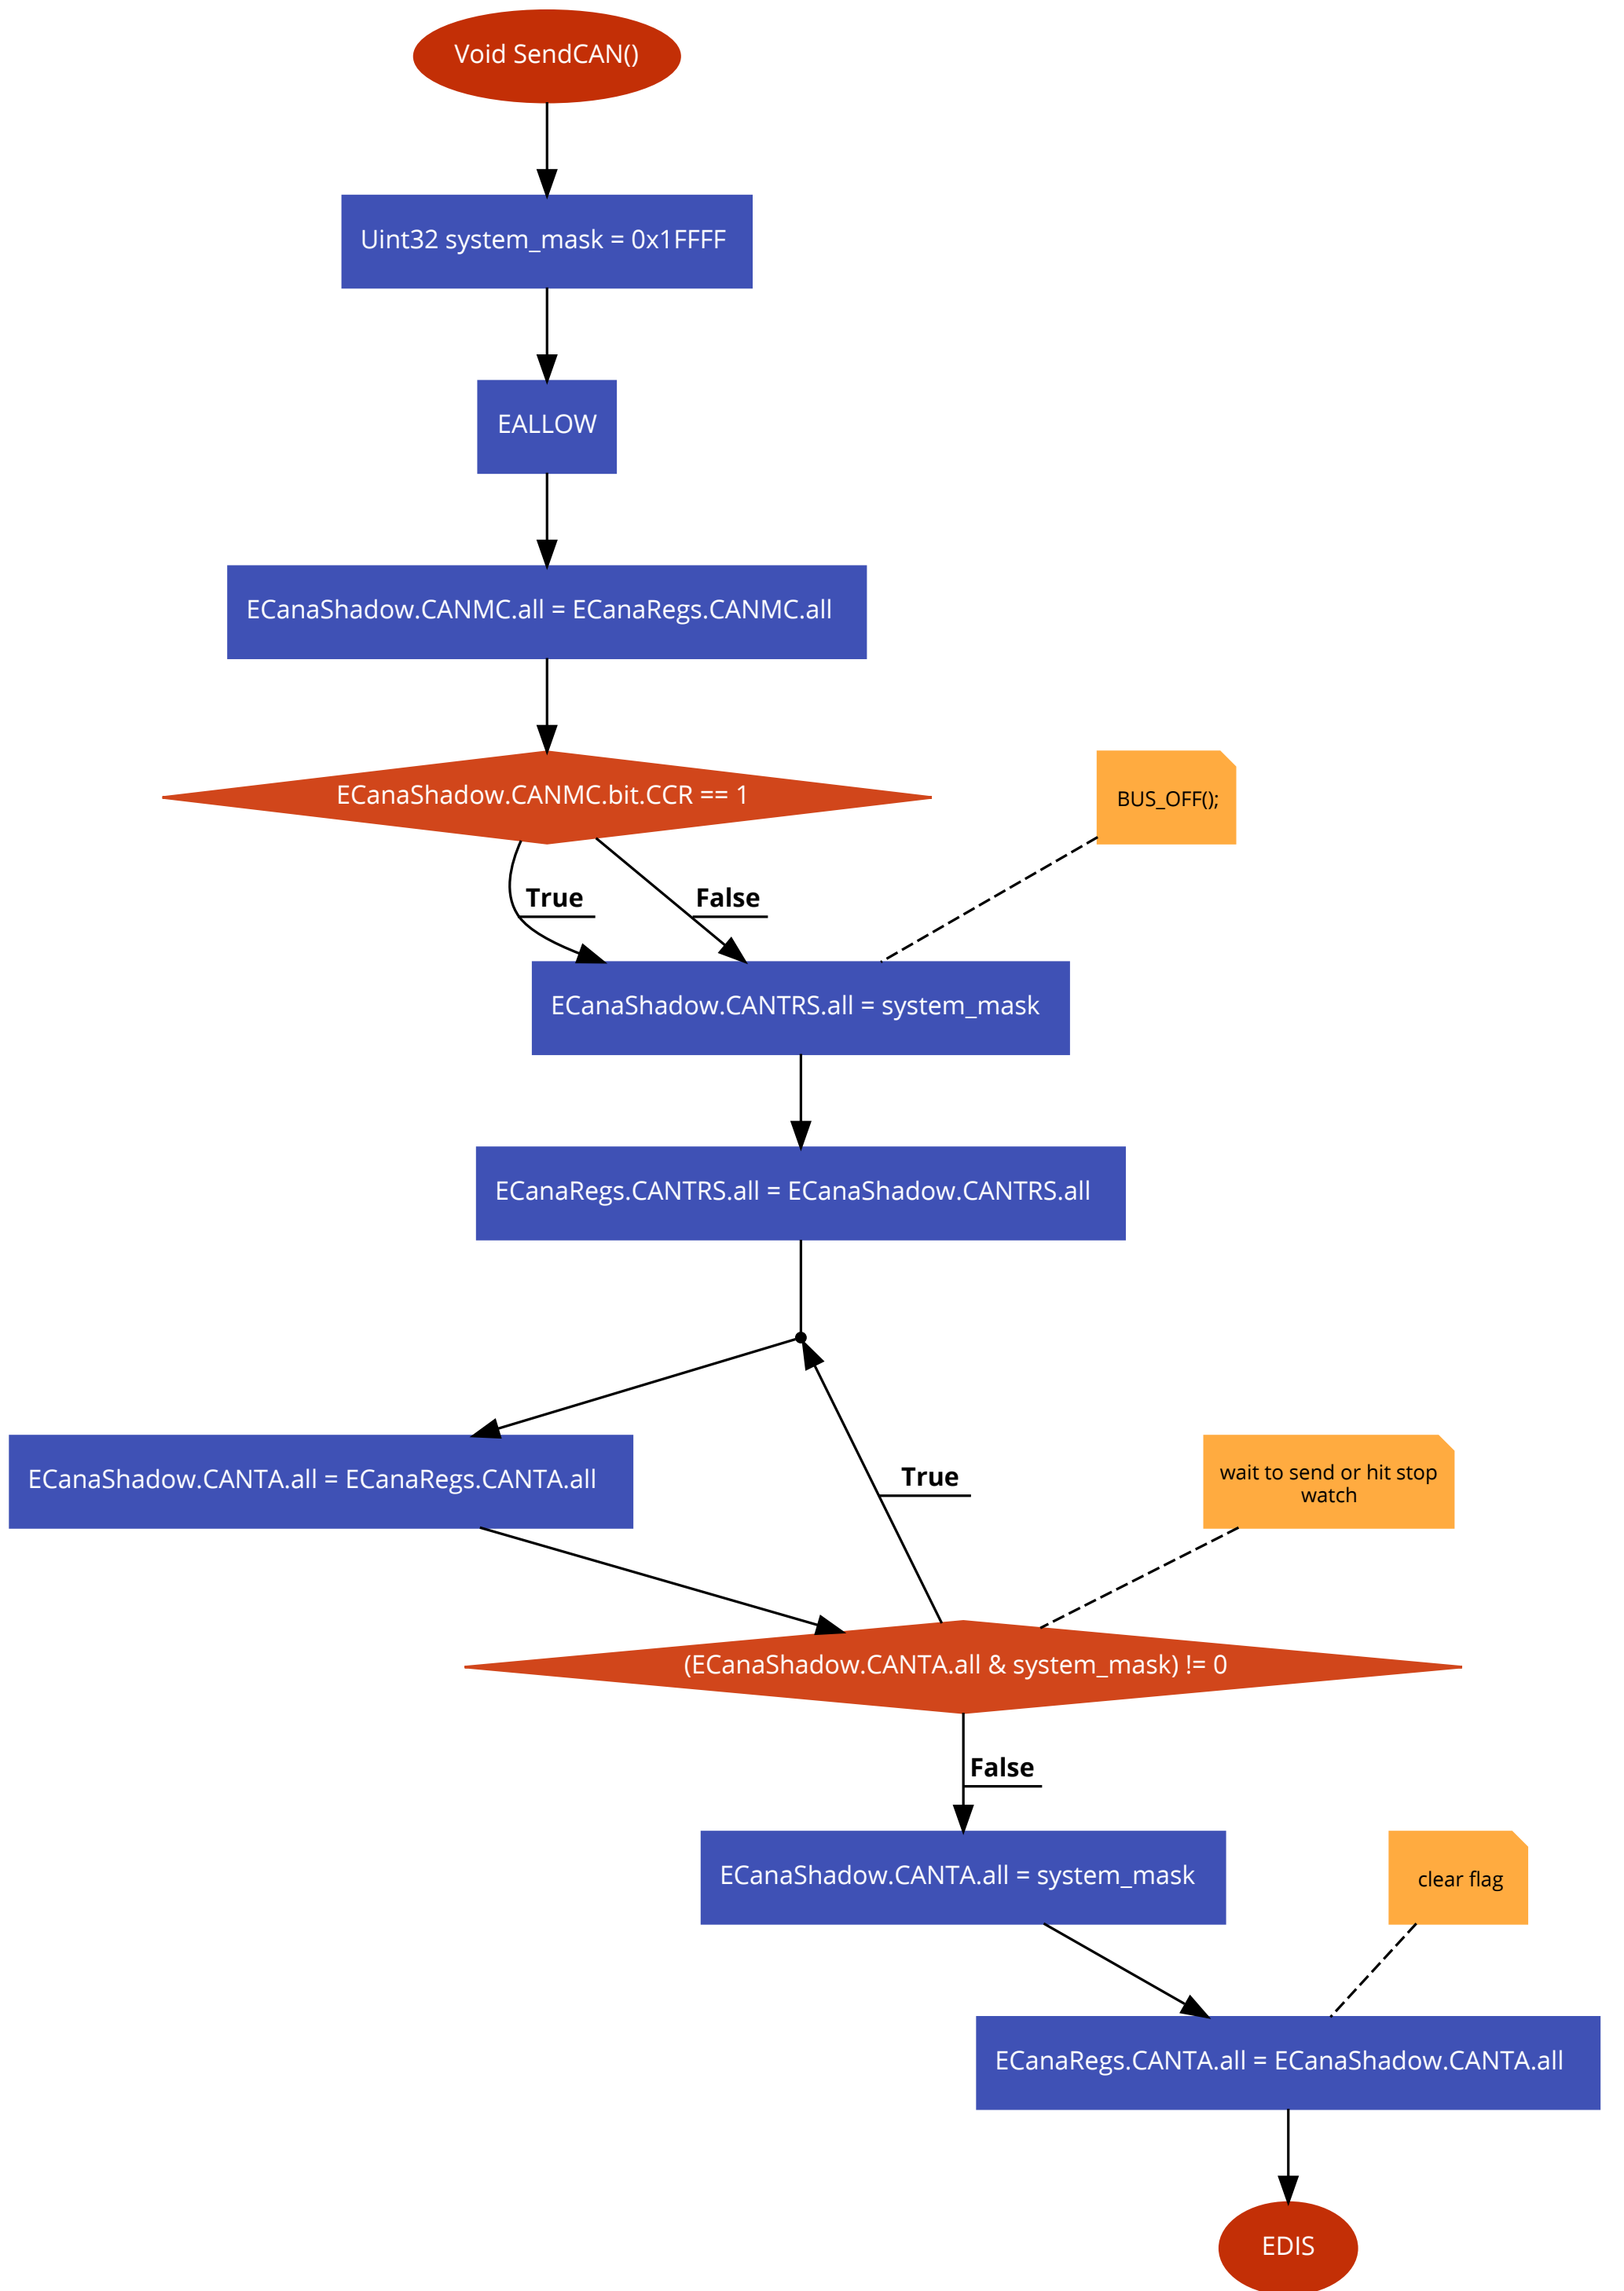 Void SendCAN()
Uint32 system_mask = 0x1FFFF
EALLOW
ECanaShadow.CANMC.all = ECanaRegs.CANMC.all
ECanaShadow.CANMC.bit.CCR == 1
BUS_OFF();
True
False
ECanaShadow.CANTRS.all = system_mask
ECanaRegs.CANTRS.all = ECanaShadow.CANTRS.all
ECanaShadow.CANTA.all = ECanaRegs.CANTA.all
True
wait to send or hit stop
watch
(ECanaShadow.CANTA.all & system_mask) != 0
False
ECanaShadow.CANTA.all = system_mask
clear flag
ECanaRegs.CANTA.all = ECanaShadow.CANTA.all
EDIS